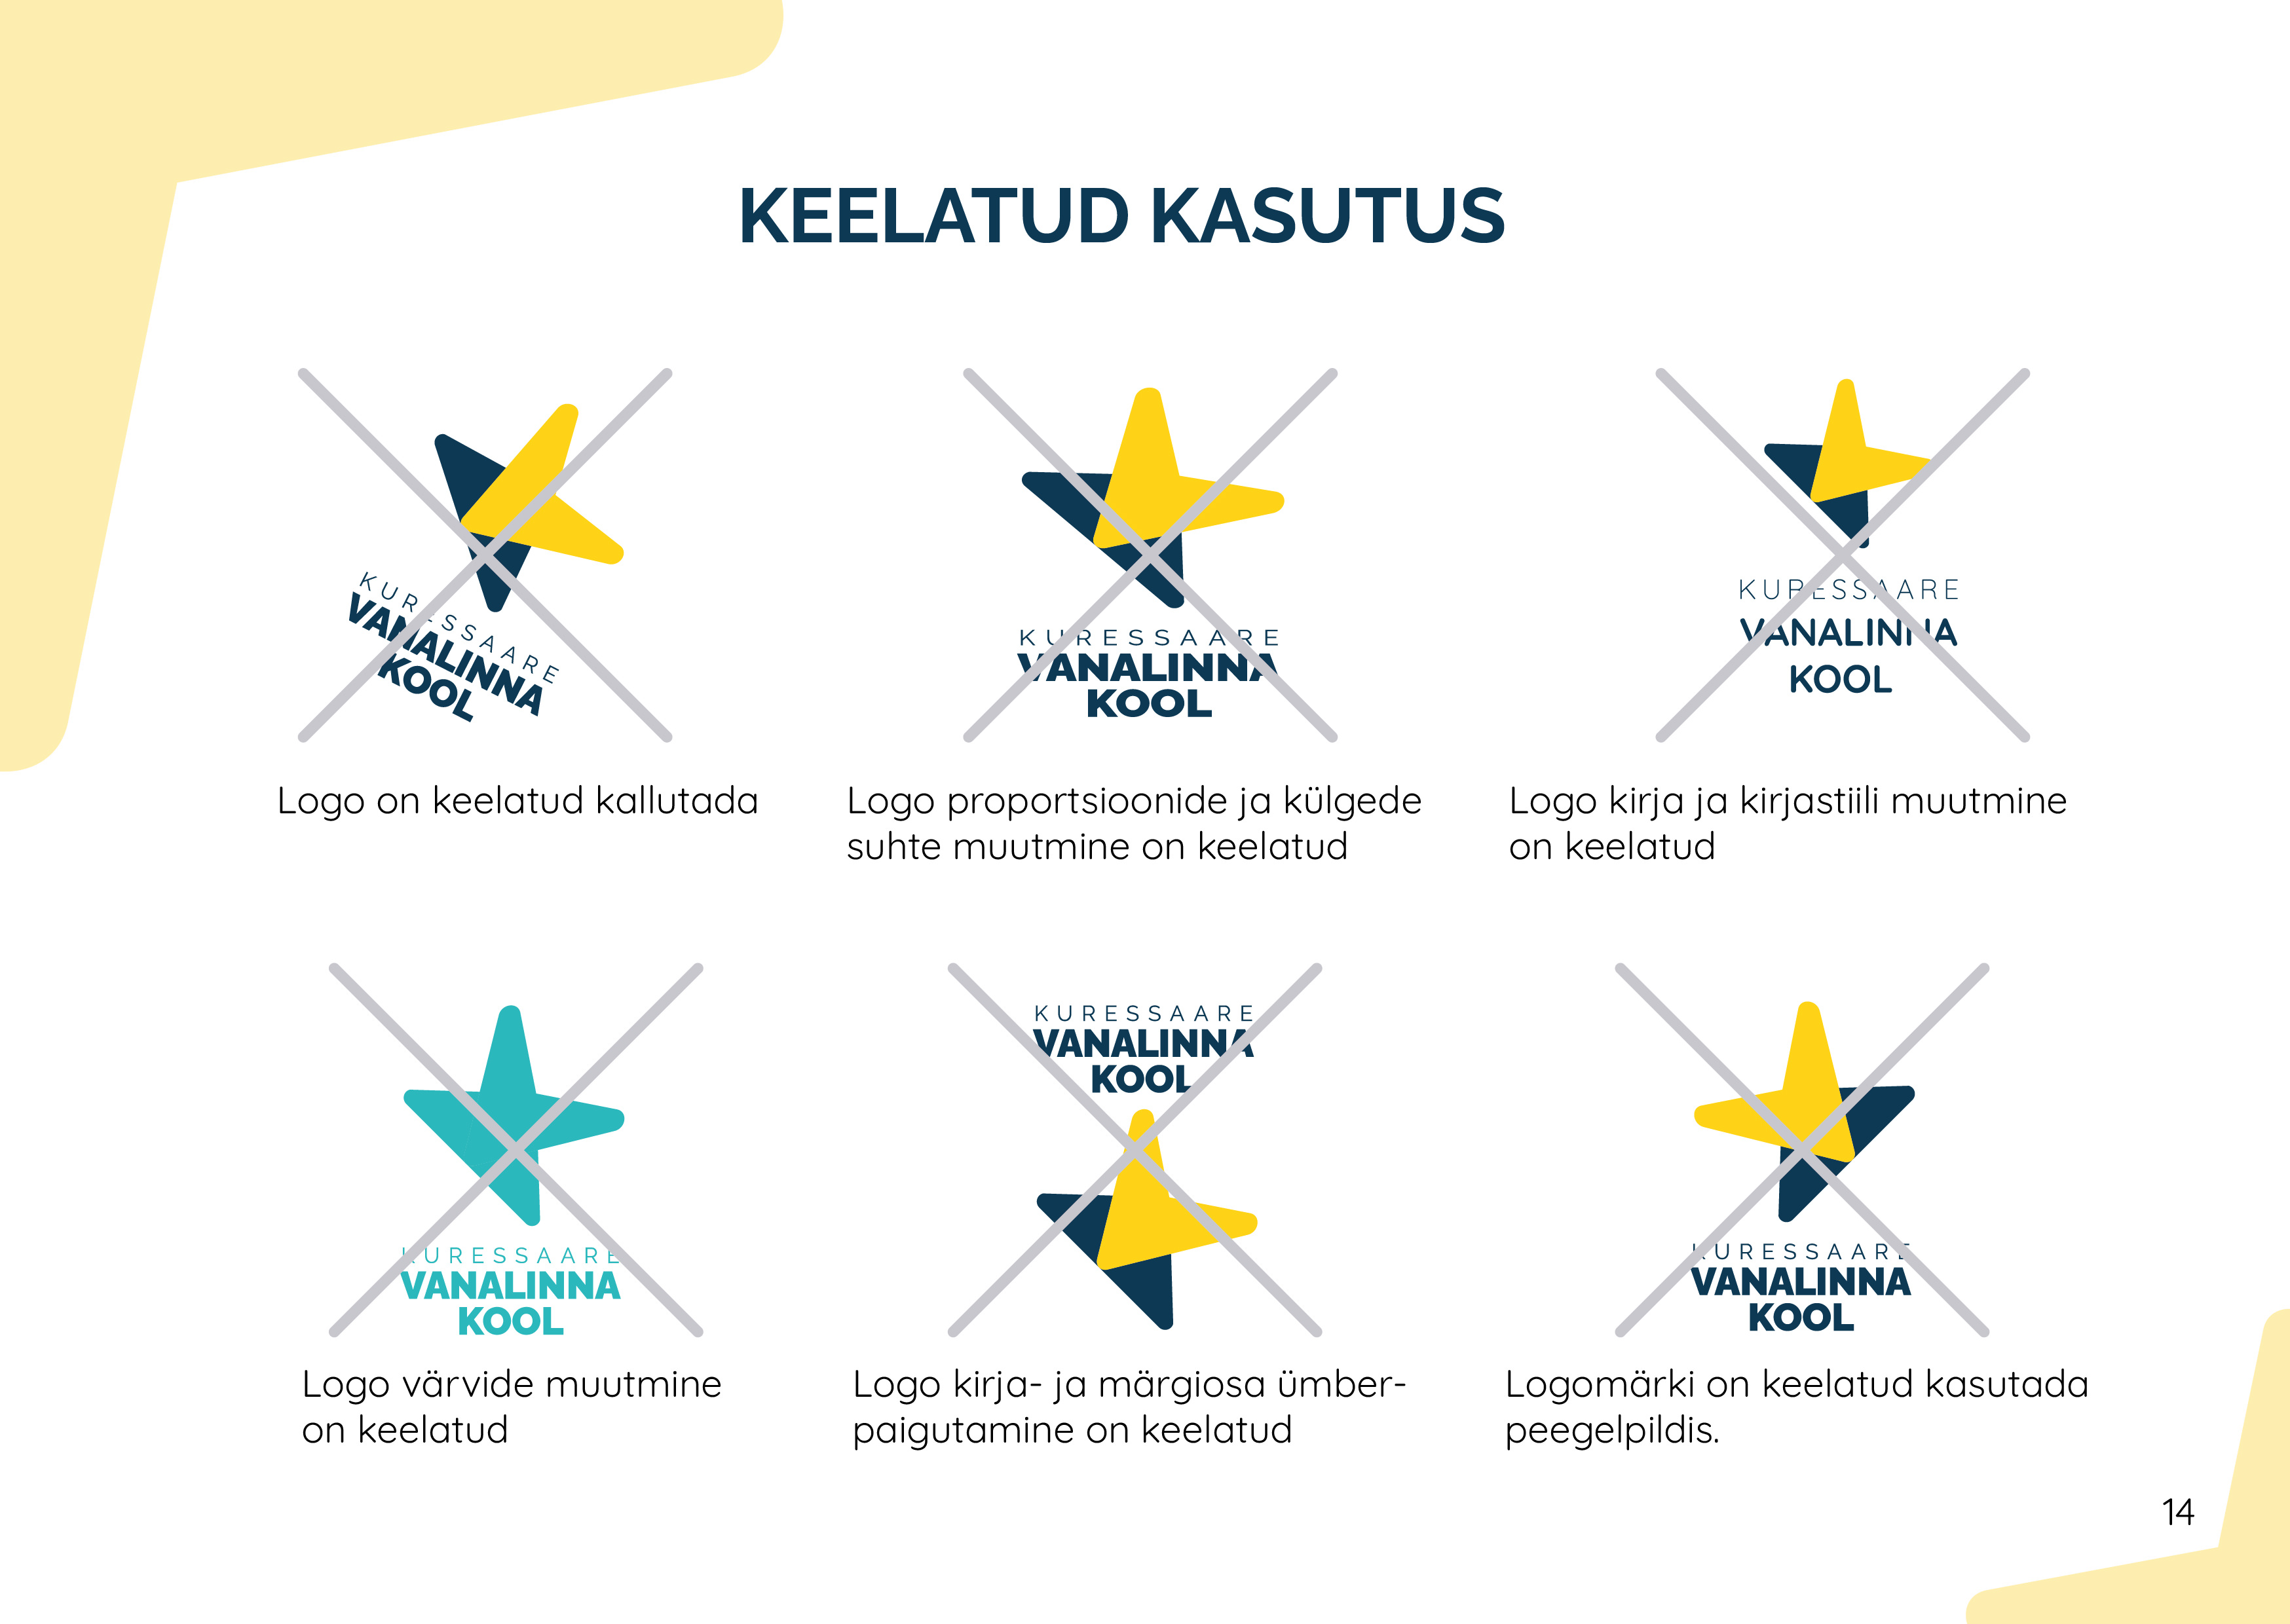 KEELATUD KASUTUS
KURESSAARE
VANALINNA
KOOL
Logo on keelatud kallutada
KURESSAARE
VANALINNA
KOOL
Logo proportsioonide ja külgede
suhte muutmine on keelatud
KURESSAARE
VANALINNA
KOOL
Logo kirja ja kirjastiili muutmine
on keelatud
KURESSAARE
VANALINNA
KOOL
Logo värvide muutmine
on keelatud
KURESSAARE
VANALINNA
KOOL
Logo kirja- ja märgiosa ümber-
paigutamine on keelatud
KURESSAARE
VANALINNA
KOOL
Logomärki on keelatud kasutada
peegelpildis.
14